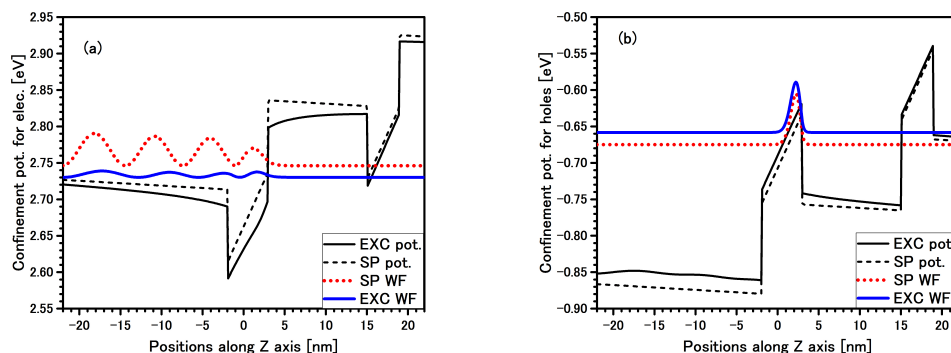 (a)
Confinement pot. for elec. [eV]
2.95
2.90
2.85
2.80
2.75
2.70
2.65
2.60
2.55
EXC pot.
SP pot.
SP WF
EXC WF
-20 -15 -10 -5 0 5 10 15 20
Positions along Z axis [nm]
(b)
Confinement pot. for holes [eV]
-0.50
-0.55
-0.60
-0.65
-0.70
-0.75
-0.80
-0.85
-0.90
EXC pot.
SP pot.
SP WF
EXC WF
-20 -15 -10 -5 0 5 10 15 20
Positions along Z axis [nm]